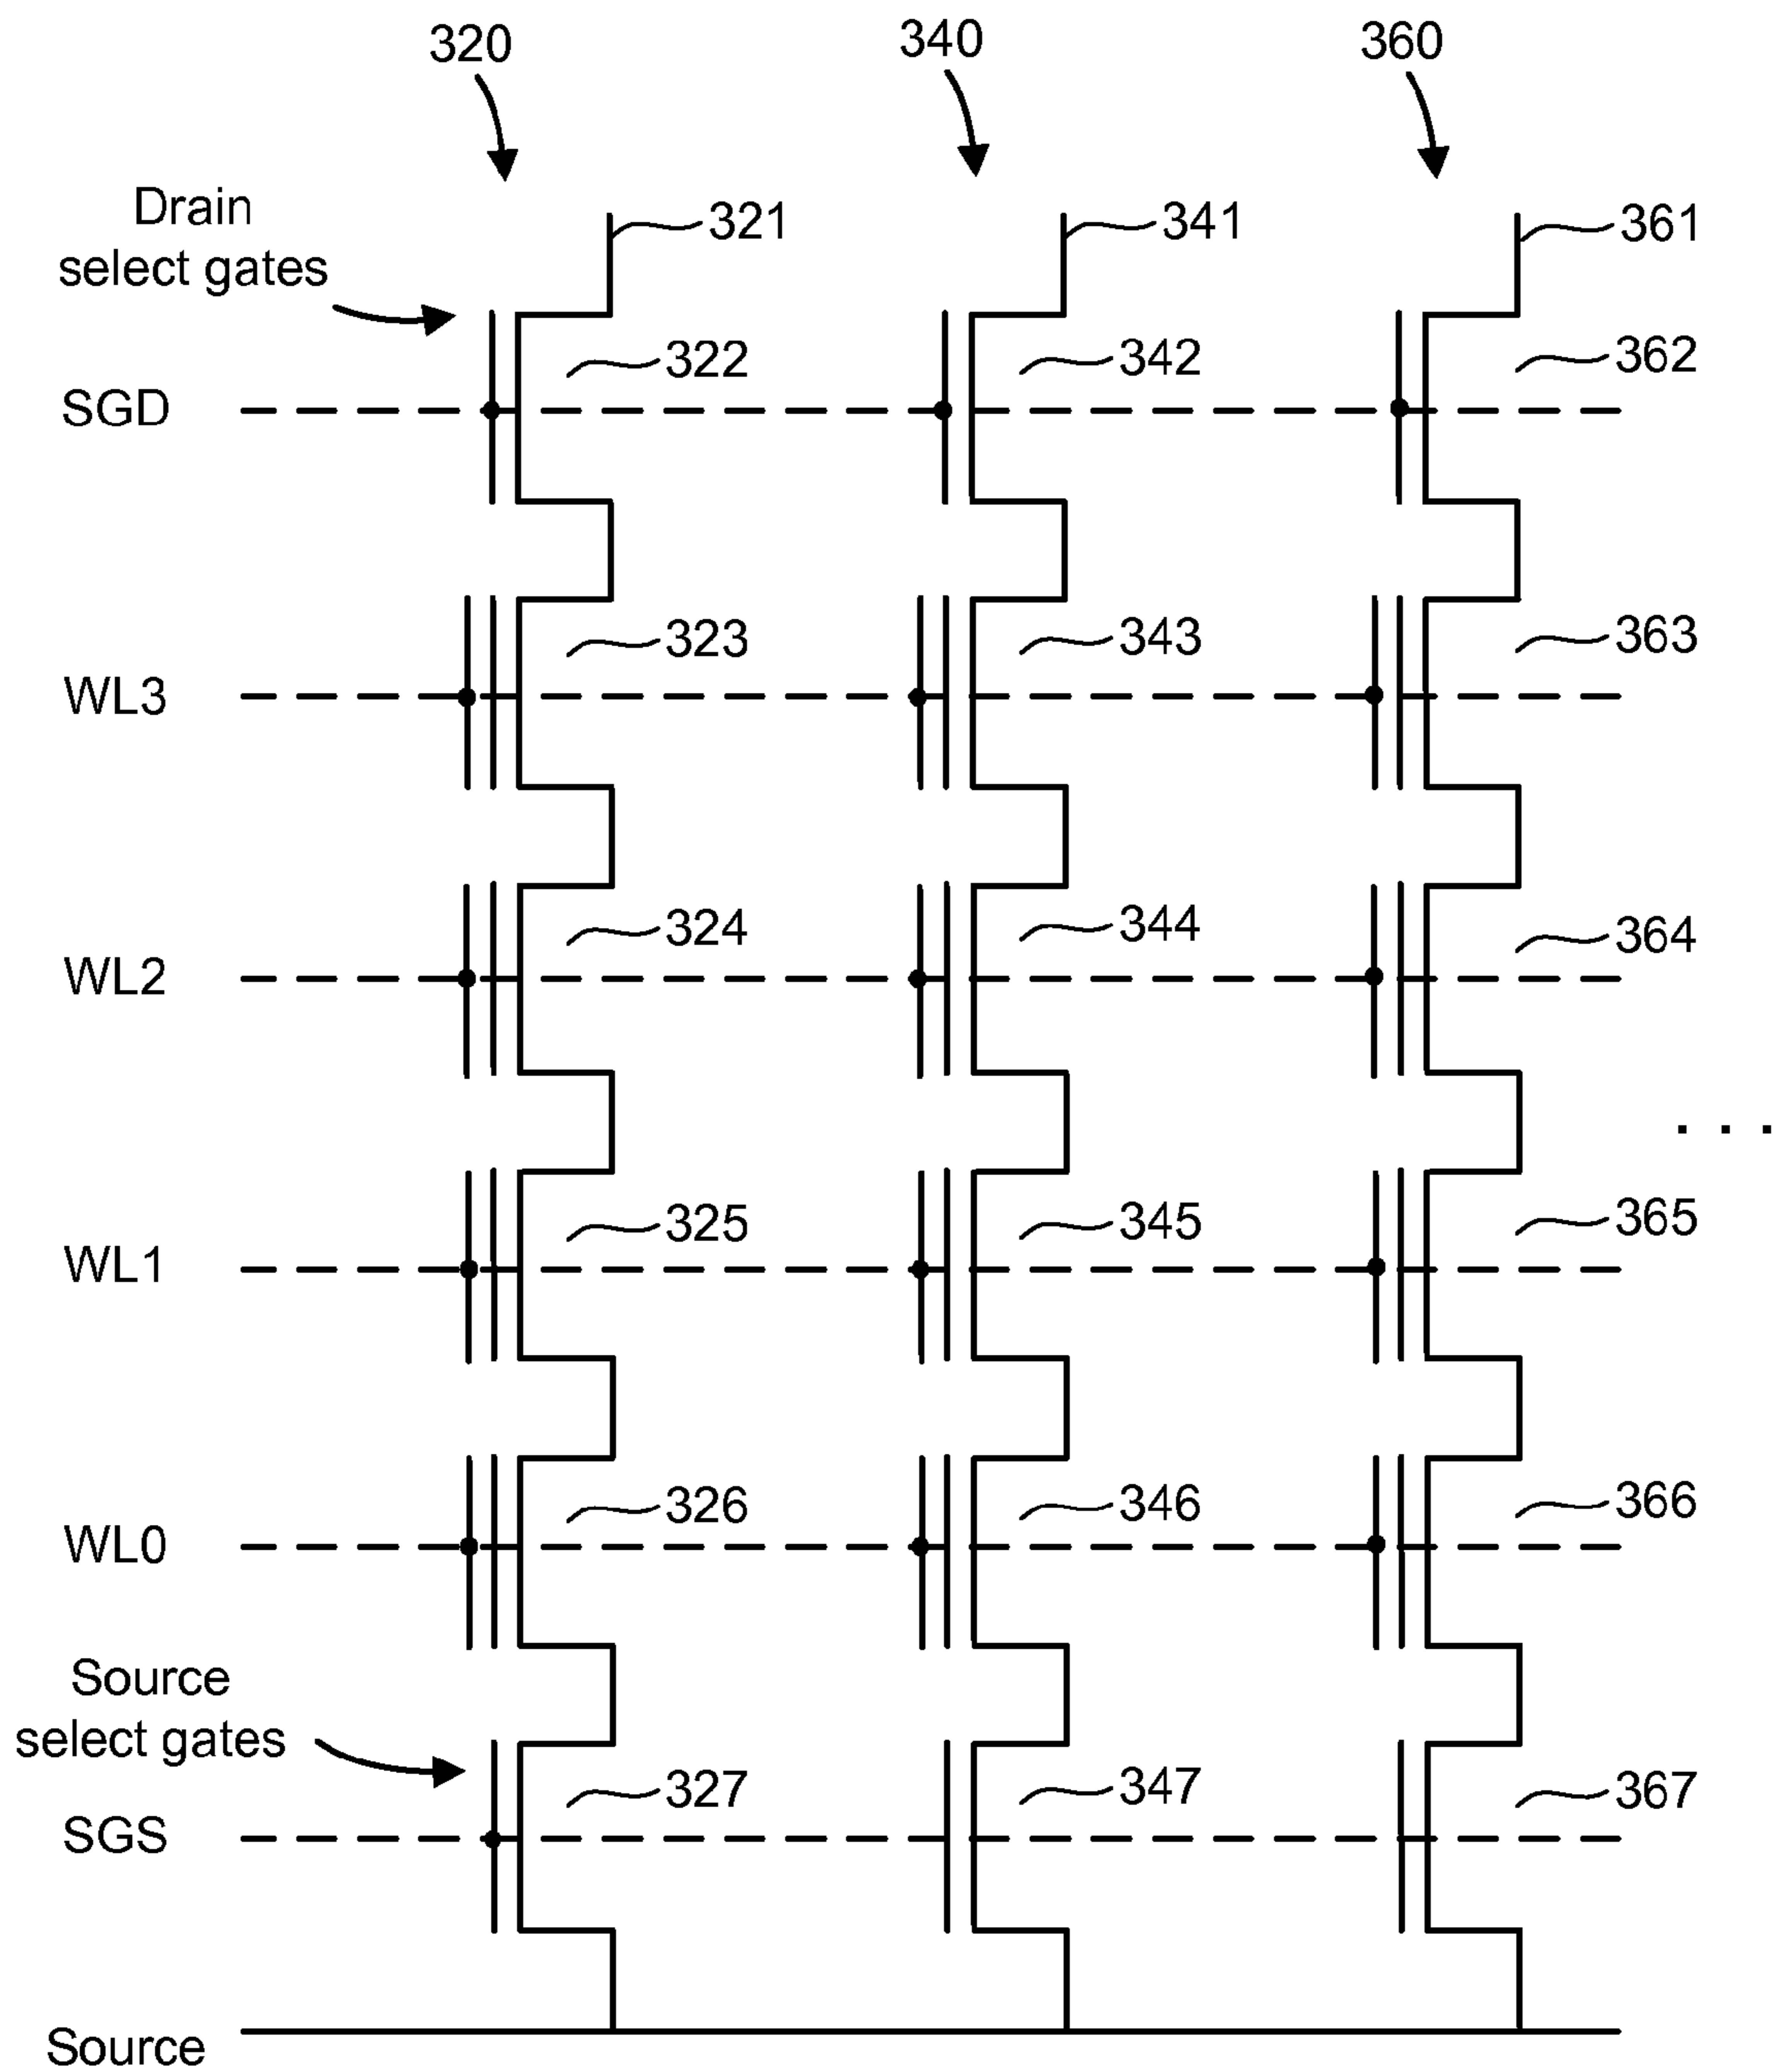 320 340 360
Drain
select gates
321 341 361
322 342 362
SGD
323 343 363
WL3
324 344 364
WL2
. . .
325 345 365
WL1
326 346 366
WL0
Source
select gates
327 347 367
SGS
Source